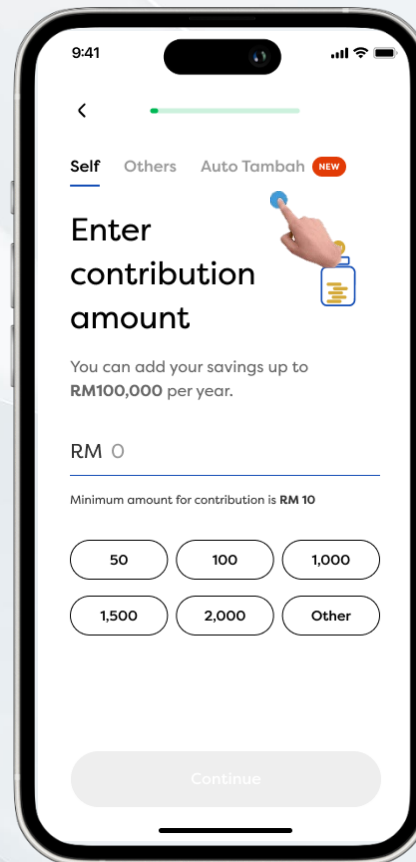 9:41
Self Others Auto Tambah NEW
Enter
contribution
amount
You can add your savings up to
RM100,000 per year.
RM 0
Minimum amount for contribution is RM 10
50 100 1,000
1,500 2,000 Other
Continue